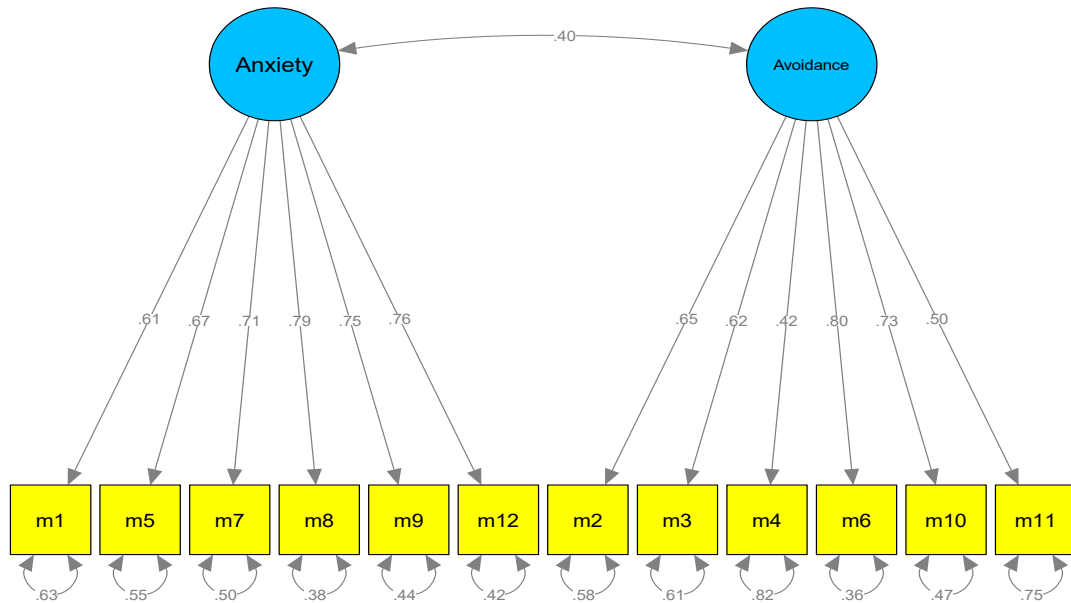 .40
Anxiety
Avoidance
.61 .67 .71 .79 .75 .76 .65 .62 .42 .80 .73 .50
m1 m5 m7 m8 m9 m12 m2 m3 m4 m6 m10 m11
.63 .55 .50 .38 .44 .42 .58 .61 .82 .36 .47 .75